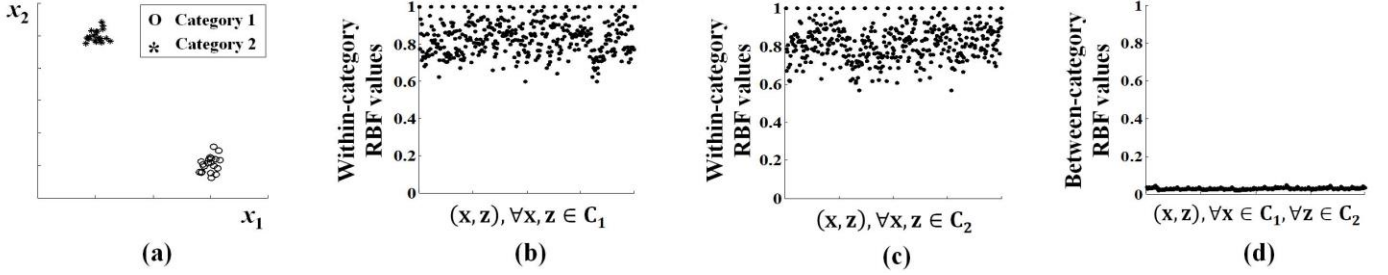 x₂
O Category 1
* Category 2
x₁
(a)
Within-category
RBF values
1
0.8
0.6
0.4
0.2
0
(x, z), ∀x, z ∈ C₁
(b)
Within-category
RBF values
1
0.8
0.6
0.4
0.2
0
(x, z), ∀x, z ∈ C₂
(c)
Between-category
RBF values
1
0.8
0.6
0.4
0.2
0
(x, z), ∀x ∈ C₁, ∀z ∈ C₂
(d)